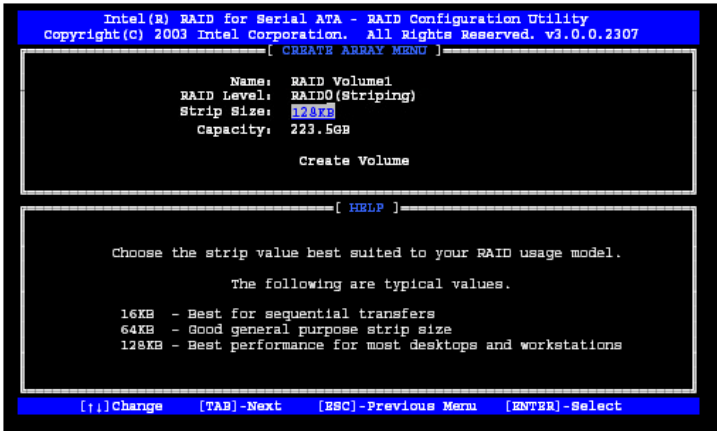 Intel(R) RAID for Serial ATA - RAID Configuration Utility
Copyright(C) 2003 Intel Corporation. All Rights Reserved. v3.0.0.2307
[ CREATE ARRAY MENU ]
Name: RAID Volume1
RAID Level: RAID0(Striping)
Strip Size: 128KB
Capacity: 223.5GB
Create Volume
[ HELP ]
Choose the strip value best suited to your RAID usage model.
The following are typical values.
16KB - Best for sequential transfers
64KB - Good general purpose strip size
128KB - Best performance for most desktops and workstations
[↑↓]Change [TAB]-Next [ESC]-Previous Menu [ENTER]-Select